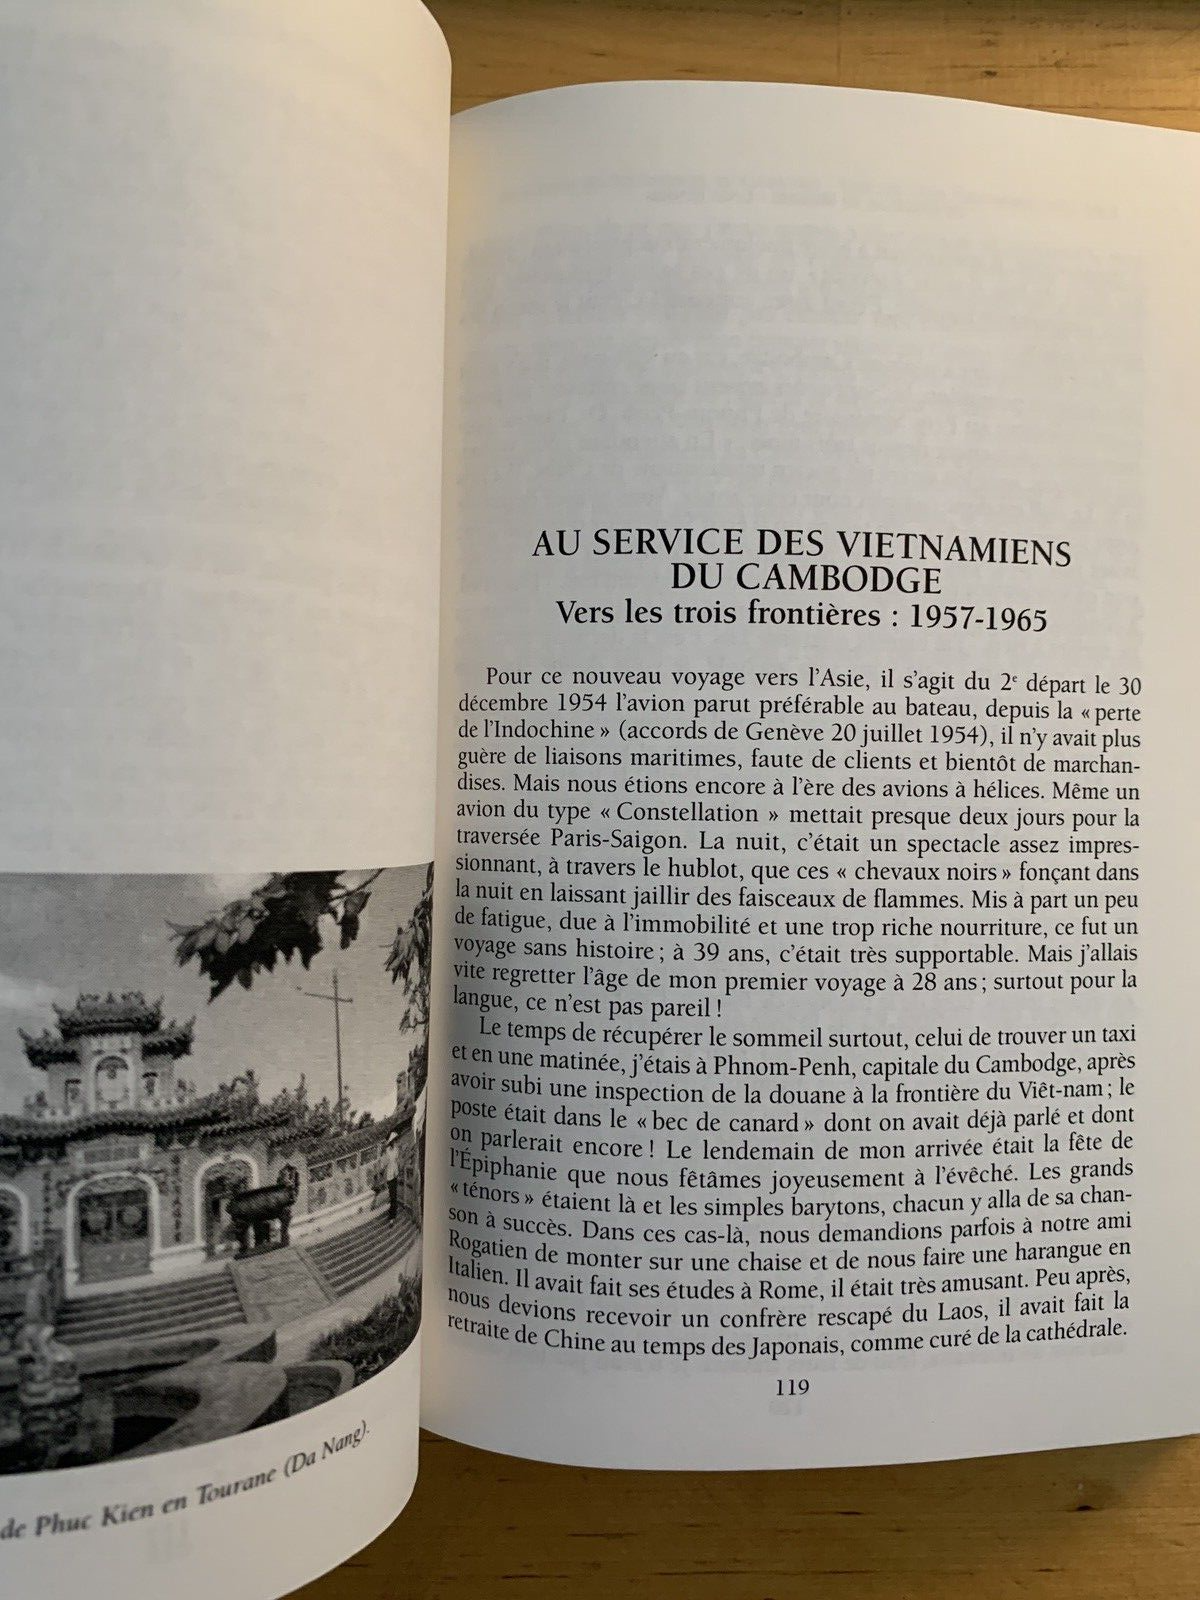 de Phuc Kien en Tourane (Da Nang).
AU SERVICE DES VIETNAMIENS
DU CAMBODGE
Vers les trois frontières : 1957-1965
Pour ce nouveau voyage vers l'Asie, il s'agit du 2e départ le 30
décembre 1954 l'avion parut préférable au bateau, depuis la « perte
de l'Indochine » (accords de Genève 20 juillet 1954), il n'y avait plus
guère de liaisons maritimes, faute de clients et bientôt de marchan-
dises. Mais nous étions encore à l'ère des avions à hélices. Même un
avion du type « Constellation » mettait presque deux jours pour la
traversée Paris-Saigon. La nuit, c'était un spectacle assez impres-
sionnant, à travers le hublot, que ces « chevaux noirs » fonçant dans
la nuit en laissant jaillir des faisceaux de flammes. Mis à part un peu
de fatigue, due à l'immobilité et une trop riche nourriture, ce fut un
voyage sans histoire ; à 39 ans, c'était très supportable. Mais j'allais
vite regretter l'âge de mon premier voyage à 28 ans ; surtout pour la
langue, ce n'est pas pareil !
Le temps de récupérer le sommeil surtout, celui de trouver un taxi
et en une matinée, j'étais à Phnom-Penh, capitale du Cambodge, après
avoir subi une inspection de la douane à la frontière du Viêt-nam ; le
poste était dans le « bec de canard » dont on avait déjà parlé et dont
on parlerait encore ! Le lendemain de mon arrivée était la fête de
l'Épiphanie que nous fêtâmes joyeusement à l'évêché. Les grands
« ténors » étaient là et les simples barytons, chacun y alla de sa chan-
son à succès. Dans ces cas-là, nous demandions parfois à notre ami
Rogatien de monter sur une chaise et de nous faire une harangue en
Italien. Il avait fait ses études à Rome, il était très amusant. Peu après,
nous devions recevoir un confrère rescapé du Laos, il avait fait la
retraite de Chine au temps des Japonais, comme curé de la cathédrale.
119